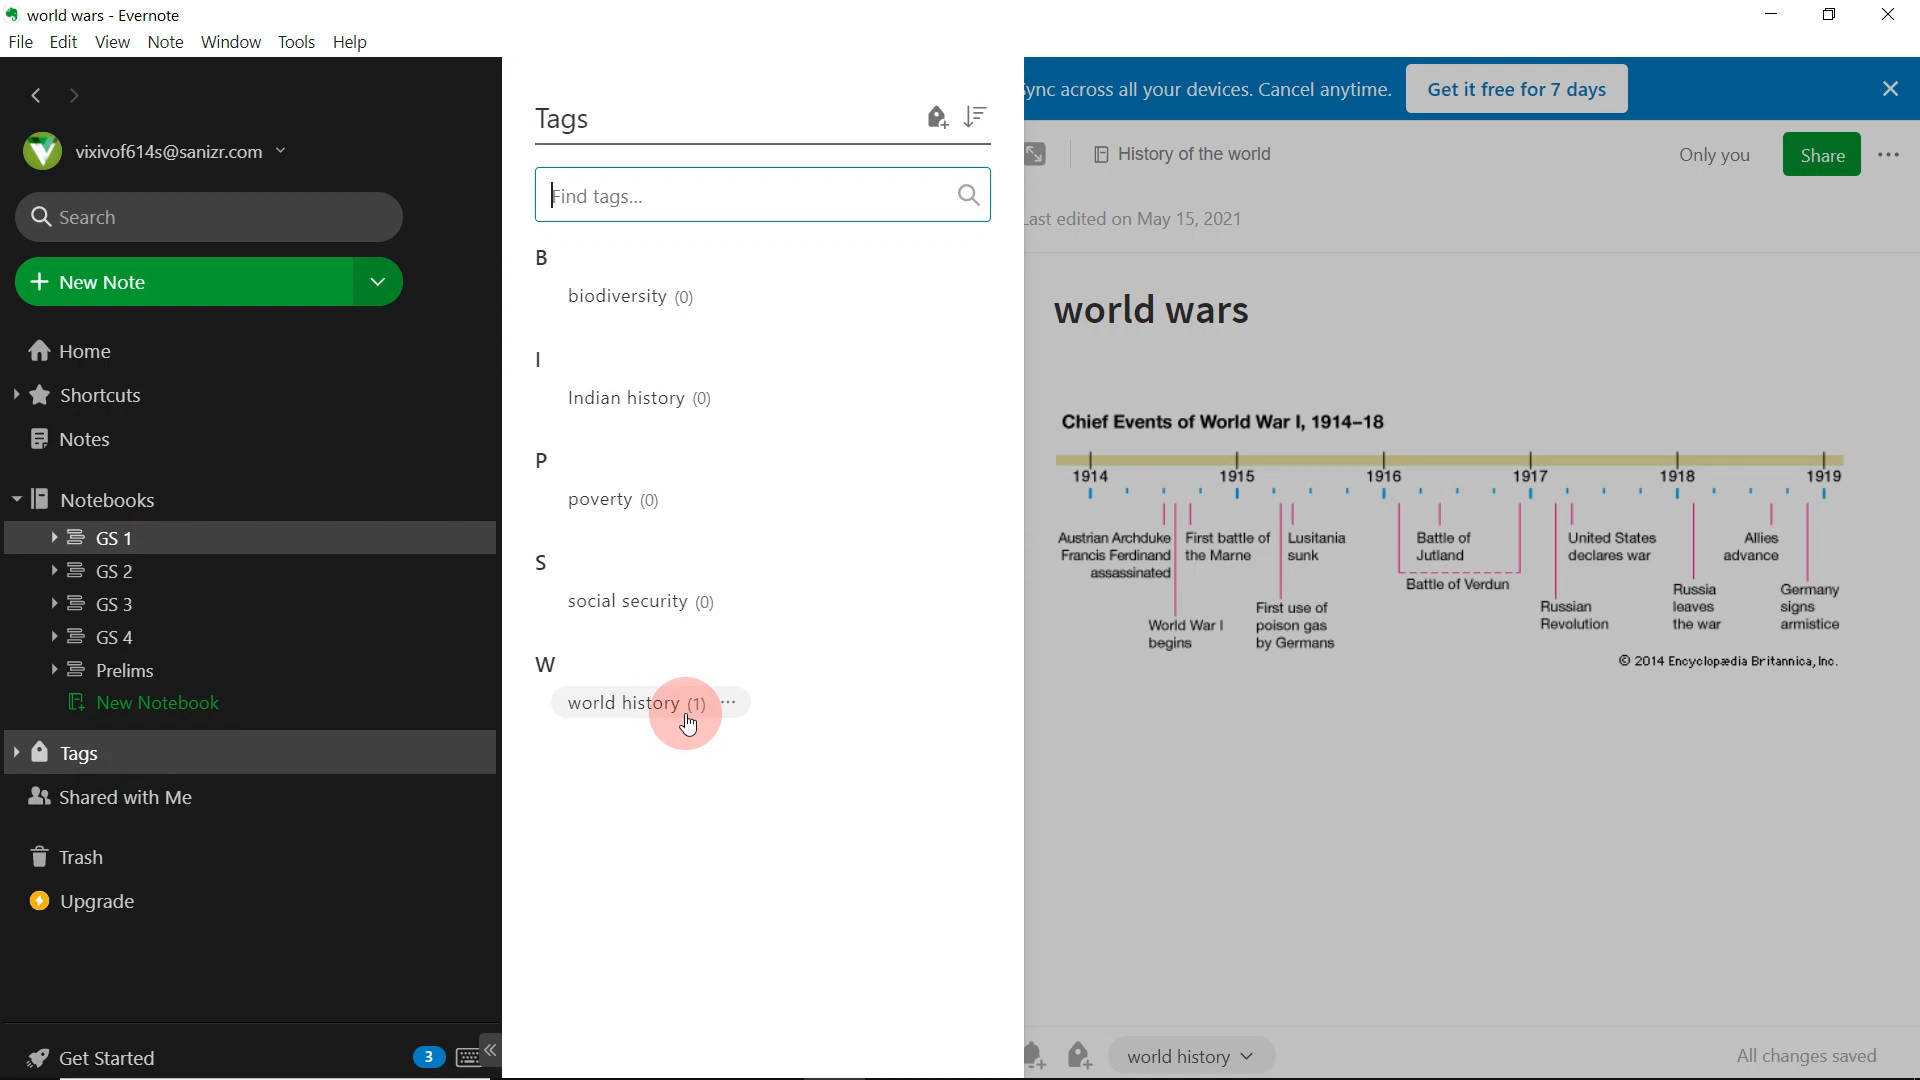 world wars - Evernote
File Edit View Note Window Tools Help
vixivof614s@sanizr.com
Search
New Note
Home
Shortcuts
Notes
Notebooks
GS 1
GS 2
GS 3
GS 4
Prelims
New Notebook
Tags
Shared with Me
Trash
Upgrade
Get Started
3
Tags
Find tags...
B
biodiversity (0)
I
Indian history (0)
P
poverty (0)
S
social security (0)
W
world history (1) ...
ync across all your devices. Cancel anytime.
Get it free for 7 days
History of the world
Only you
Share
Last edited on May 15, 2021
world wars
Chief Events of World War I, 1914–18
1914 1915 1916 1917 1918 1919
Austrian Archduke
Francis Ferdinand
assassinated
World War I
begins
First battle of
the Marne
First use of
poison gas
by Germans
Lusitania
sunk
Battle of
Jutland
Battle of Verdun
Russian
Revolution
United States
declares war
Russia
leaves
the war
Allies
advance
Germany
signs
armistice
© 2014 Encyclopædia Britannica, Inc.
world history
All changes saved